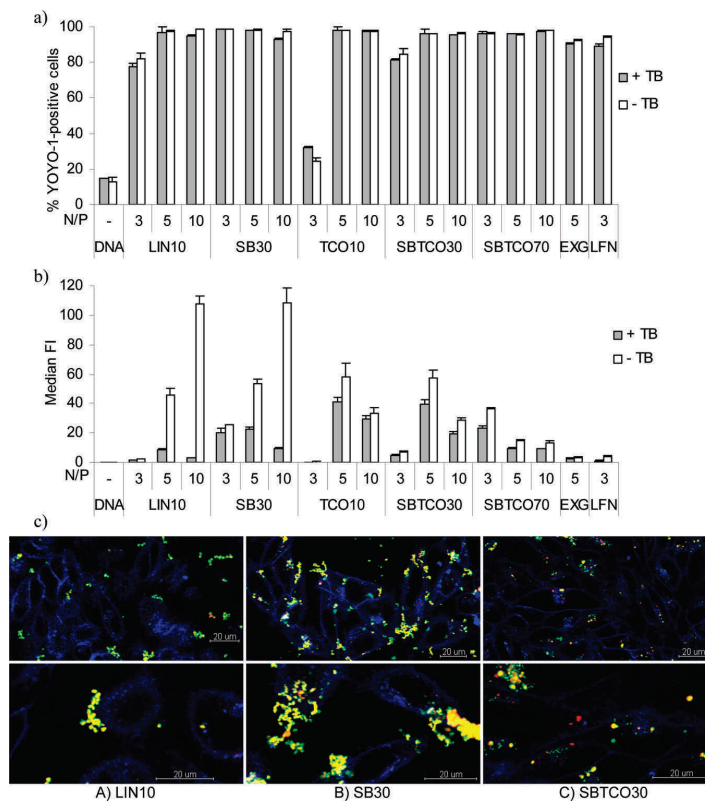 a)
% YOYO-1-positive cells
100
80
60
40
20
0
+ TB
- TB
N/P - 3 5 10 3 5 10 3 5 10 3 5 10 3 5 10 5 3
DNA LIN10 SB30 TCO10 SBTCO30 SBTCO70 EXG LFN
b)
Median FI
120
100
80
60
40
20
0
+ TB
- TB
N/P - 3 5 10 3 5 10 3 5 10 3 5 10 3 5 10 5 3
DNA LIN10 SB30 TCO10 SBTCO30 SBTCO70 EXG LFN
c)
20 um 20 um 20 um
20 um 20 um 20 um
A) LIN10 B) SB30 C) SBTCO30